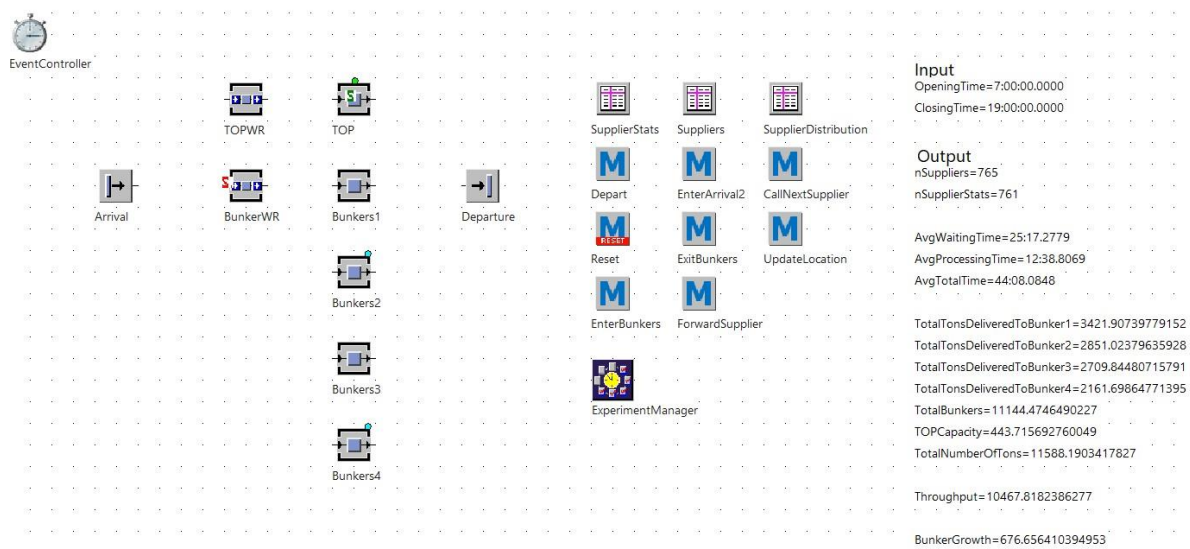 EventController
TOPWR
TOP
Arrival
BunkerWR
Bunkers1
Departure
Bunkers2
Bunkers3
Bunkers4
SupplierStats
Suppliers
SupplierDistribution
M
M
M
Depart
EnterArrival2
CallNextSupplier
M
RESET
M
M
Reset
ExitBunkers
UpdateLocation
M
M
EnterBunkers
ForwardSupplier
ExperimentManager
Input
OpeningTime=7:00:00.0000
ClosingTime=19:00:00.0000
Output
nSuppliers=765
nSupplierStats=761
AvgWaitingTime=25:17.2779
AvgProcessingTime=12:38.8069
AvgTotalTime=44:08.0848
TotalTonsDeliveredToBunker1=3421.90739779152
TotalTonsDeliveredToBunker2=2851.02379635928
TotalTonsDeliveredToBunker3=2709.84480715791
TotalTonsDeliveredToBunker4=2161.69864771395
TotalBunkers=11144.4746490227
TOPCapacity=443.715692760049
TotalNumberOfTons=11588.1903417827
Throughput=10467.8182386277
BunkerGrowth=676.656410394953